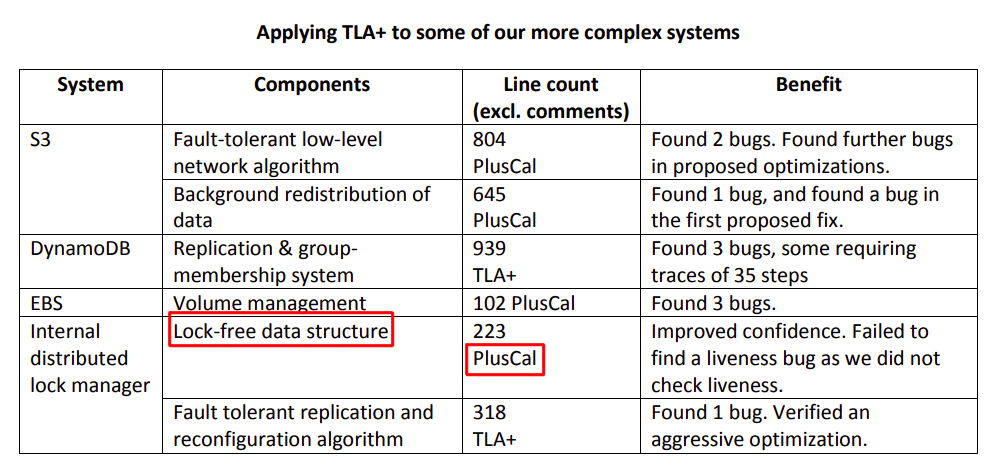 Applying TLA+ to some of our more complex systems
System Components Line count (excl. comments) Benefit
S3
Fault-tolerant low-level
network algorithm
804
PlusCal
Found 2 bugs. Found further bugs
in proposed optimizations.
Background redistribution of
data
645
PlusCal
Found 1 bug, and found a bug in
the first proposed fix.
DynamoDB
Replication & group-
membership system
939
TLA+
Found 3 bugs, some requiring
traces of 35 steps
EBS
Volume management
102 PlusCal
Found 3 bugs.
Internal
distributed
lock manager
Lock-free data structure
223
PlusCal
Improved confidence. Failed to
find a liveness bug as we did not
check liveness.
Fault tolerant replication and
reconfiguration algorithm
318
TLA+
Found 1 bug. Verified an
aggressive optimization.